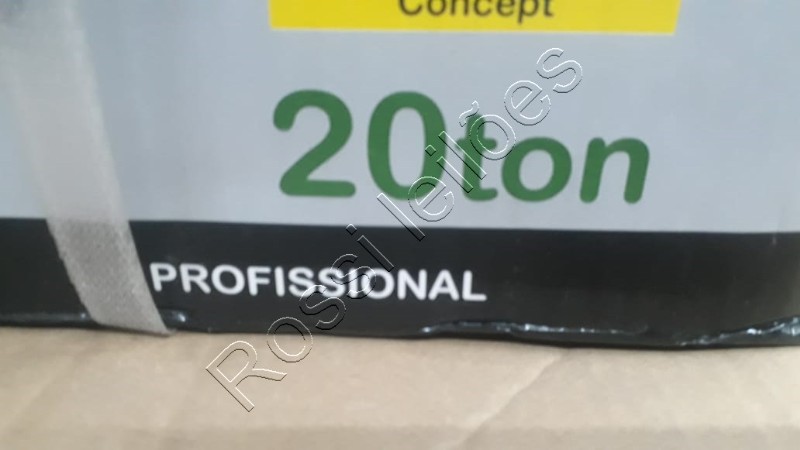 Concept
20ton
PROFISSIONAL
Rossi leilões